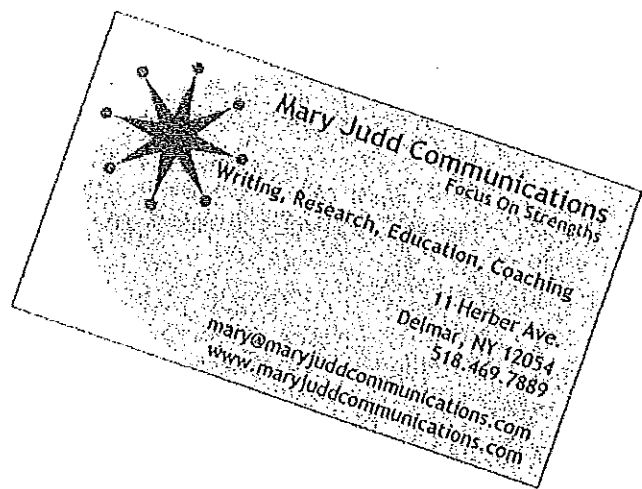 Mary Judd Communications
Focus On Strengths
Writing, Research, Education, Coaching
11 Herber Ave.
Delmar, NY 12054
518.469.7889
mary@maryjuddcommunications.com
www.maryjuddcommunications.com